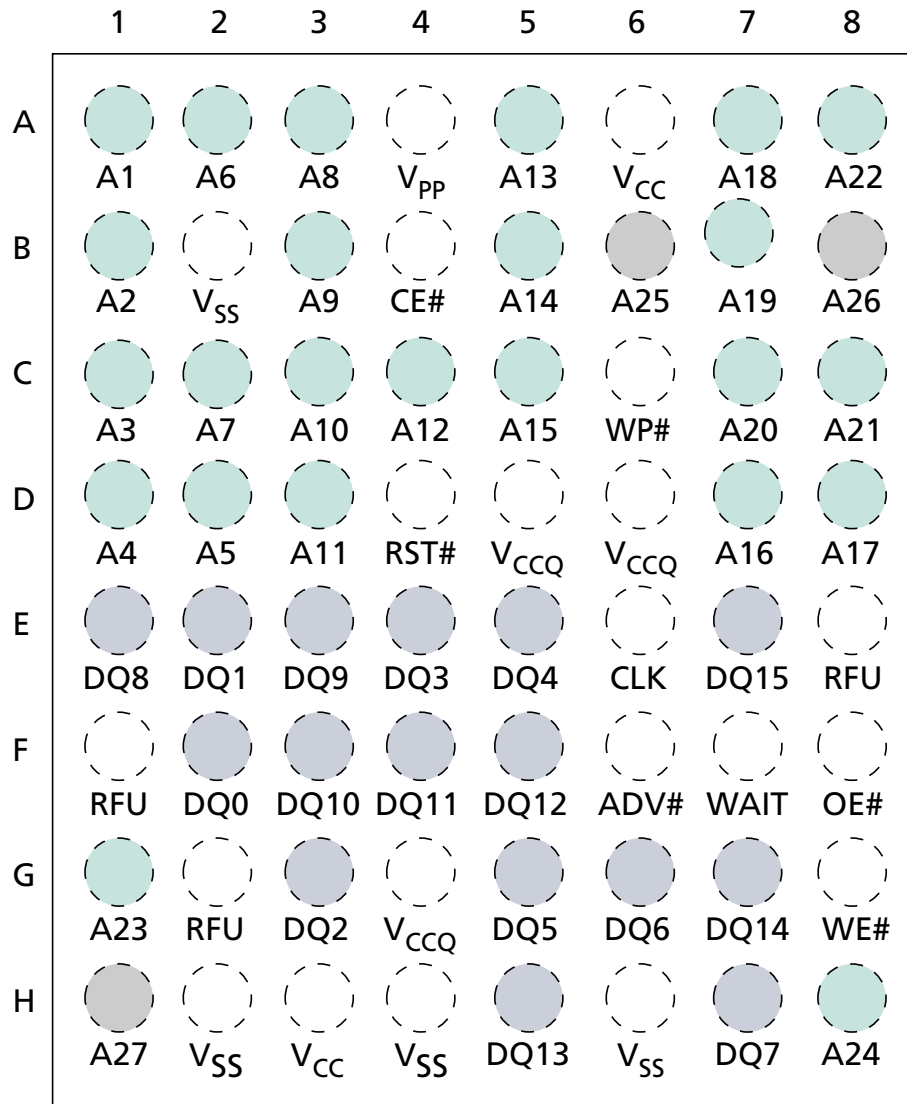 1 2 3 4 5 6 7 8
A
A1 A6 A8 VPP A13 VCC A18 A22
B
A2 VSS A9 CE# A14 A25 A19 A26
C
A3 A7 A10 A12 A15 WP# A20 A21
D
A4 A5 A11 RST# VCCQ VCCQ A16 A17
E
DQ8 DQ1 DQ9 DQ3 DQ4 CLK DQ15 RFU
F
RFU DQ0 DQ10 DQ11 DQ12 ADV# WAIT OE#
G
A23 RFU DQ2 VCCQ DQ5 DQ6 DQ14 WE#
H
A27 VSS VCC VSS DQ13 VSS DQ7 A24